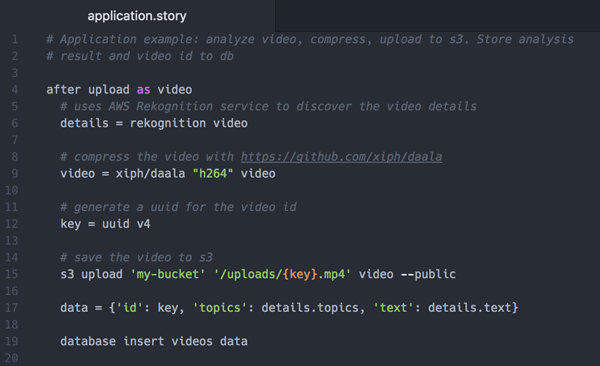 application.story
1 # Application example: analyze video, compress, upload to s3. Store analysis
2 # result and video id to db
3
4 after upload as video
5 # uses AWS Rekognition service to discover the video details
6 details = rekognition video
7
8 # compress the video with https://github.com/xiph/daala
9 video = xiph/daala "h264" video
10
11 # generate a uuid for the video id
12 key = uuid v4
13
14 # save the video to s3
15 s3 upload 'my-bucket' '/uploads/{key}.mp4' video --public
16
17 data = {'id': key, 'topics': details.topics, 'text': details.text}
18
19 database insert videos data
20